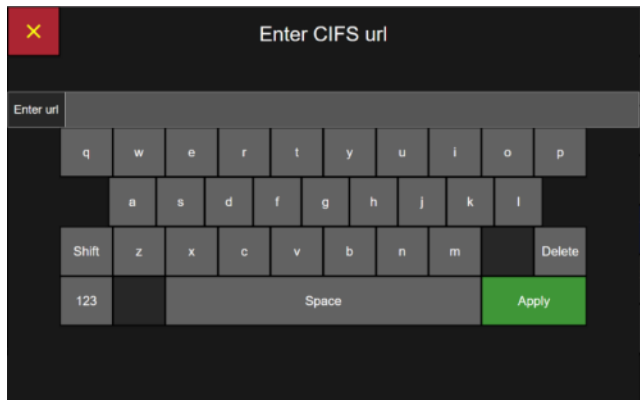 × Enter CIFS url
Enter url
q w e r t y u i o p
a s d f g h j k l
Shift z x c v b n m Delete
123 Space Apply